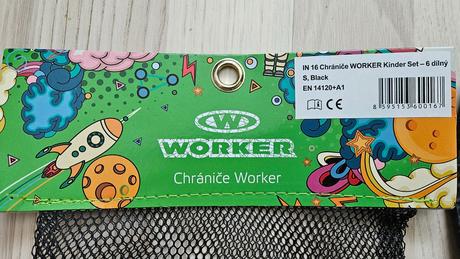 IN 16 Chrániče WORKER Kinder Set – 6 dílný
S, Black
EN 14120+A1
CE
8 595153 600167
W
WORKER
Chrániče Worker